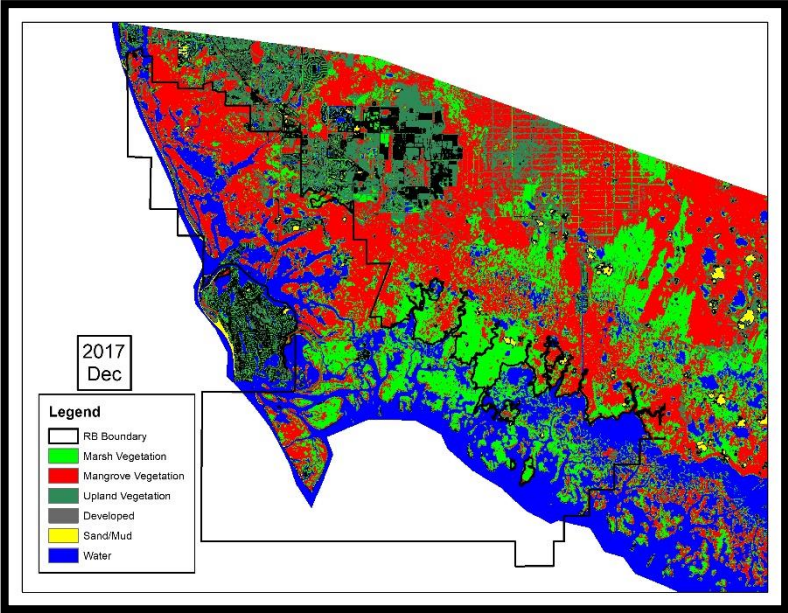 2017
Dec
Legend
RB Boundary
Marsh Vegetation
Mangrove Vegetation
Upland Vegetation
Developed
Sand/Mud
Water